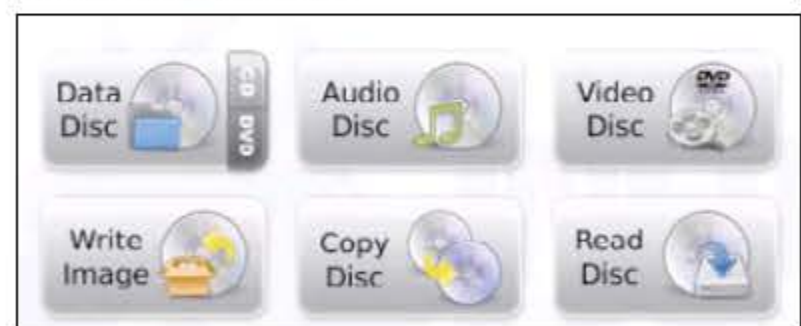 Data
Disc
CD
DVD
Audio
Disc
Video
Disc
DVD
Write
Image
Copy
Disc
Read
Disc